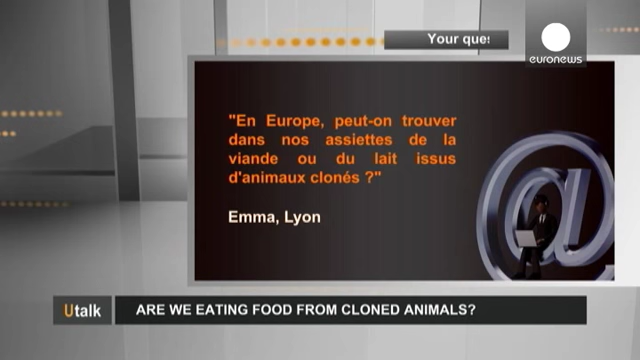 Your que
euronews
"En Europe, peut-on trouver
dans nos assiettes de la
viande ou du lait issus
d'animaux clonés ?"
Emma, Lyon
@
Utalk
ARE WE EATING FOOD FROM CLONED ANIMALS?